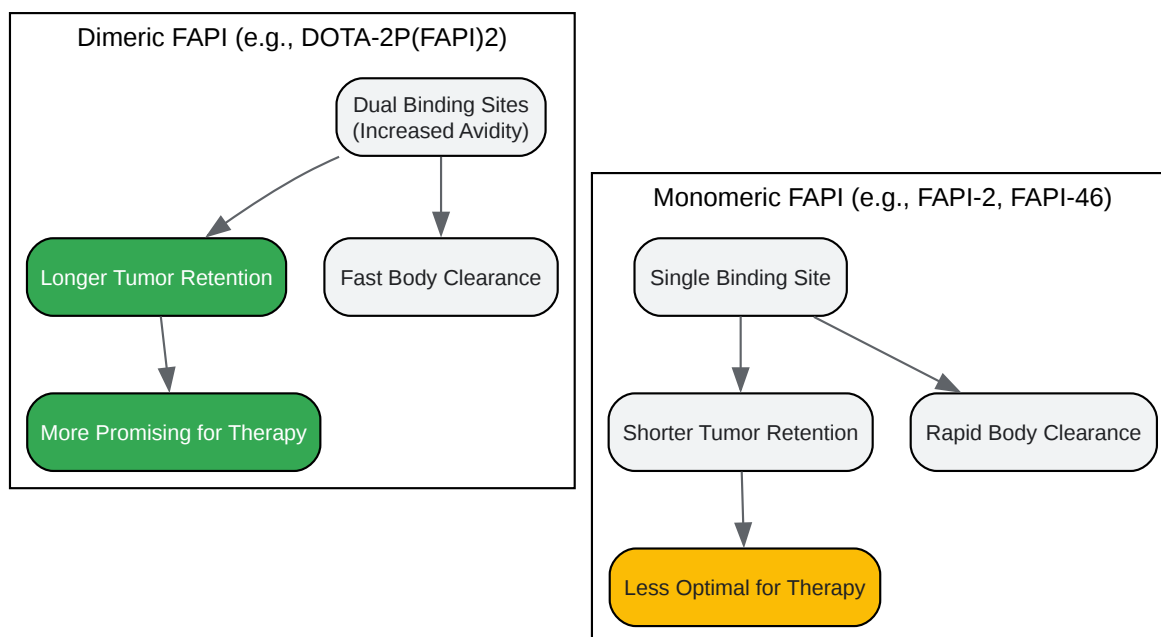 Dimeric FAPI (e.g., DOTA-2P(FAPI)2)
Dual Binding Sites
(Increased Avidity)
Longer Tumor Retention
Fast Body Clearance
More Promising for Therapy
Monomeric FAPI (e.g., FAPI-2, FAPI-46)
Single Binding Site
Shorter Tumor Retention
Rapid Body Clearance
Less Optimal for Therapy